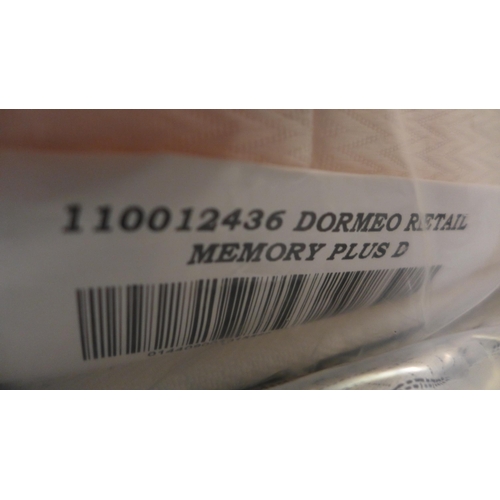 110012436 DORMEO RETAIL
MEMORY PLUS D